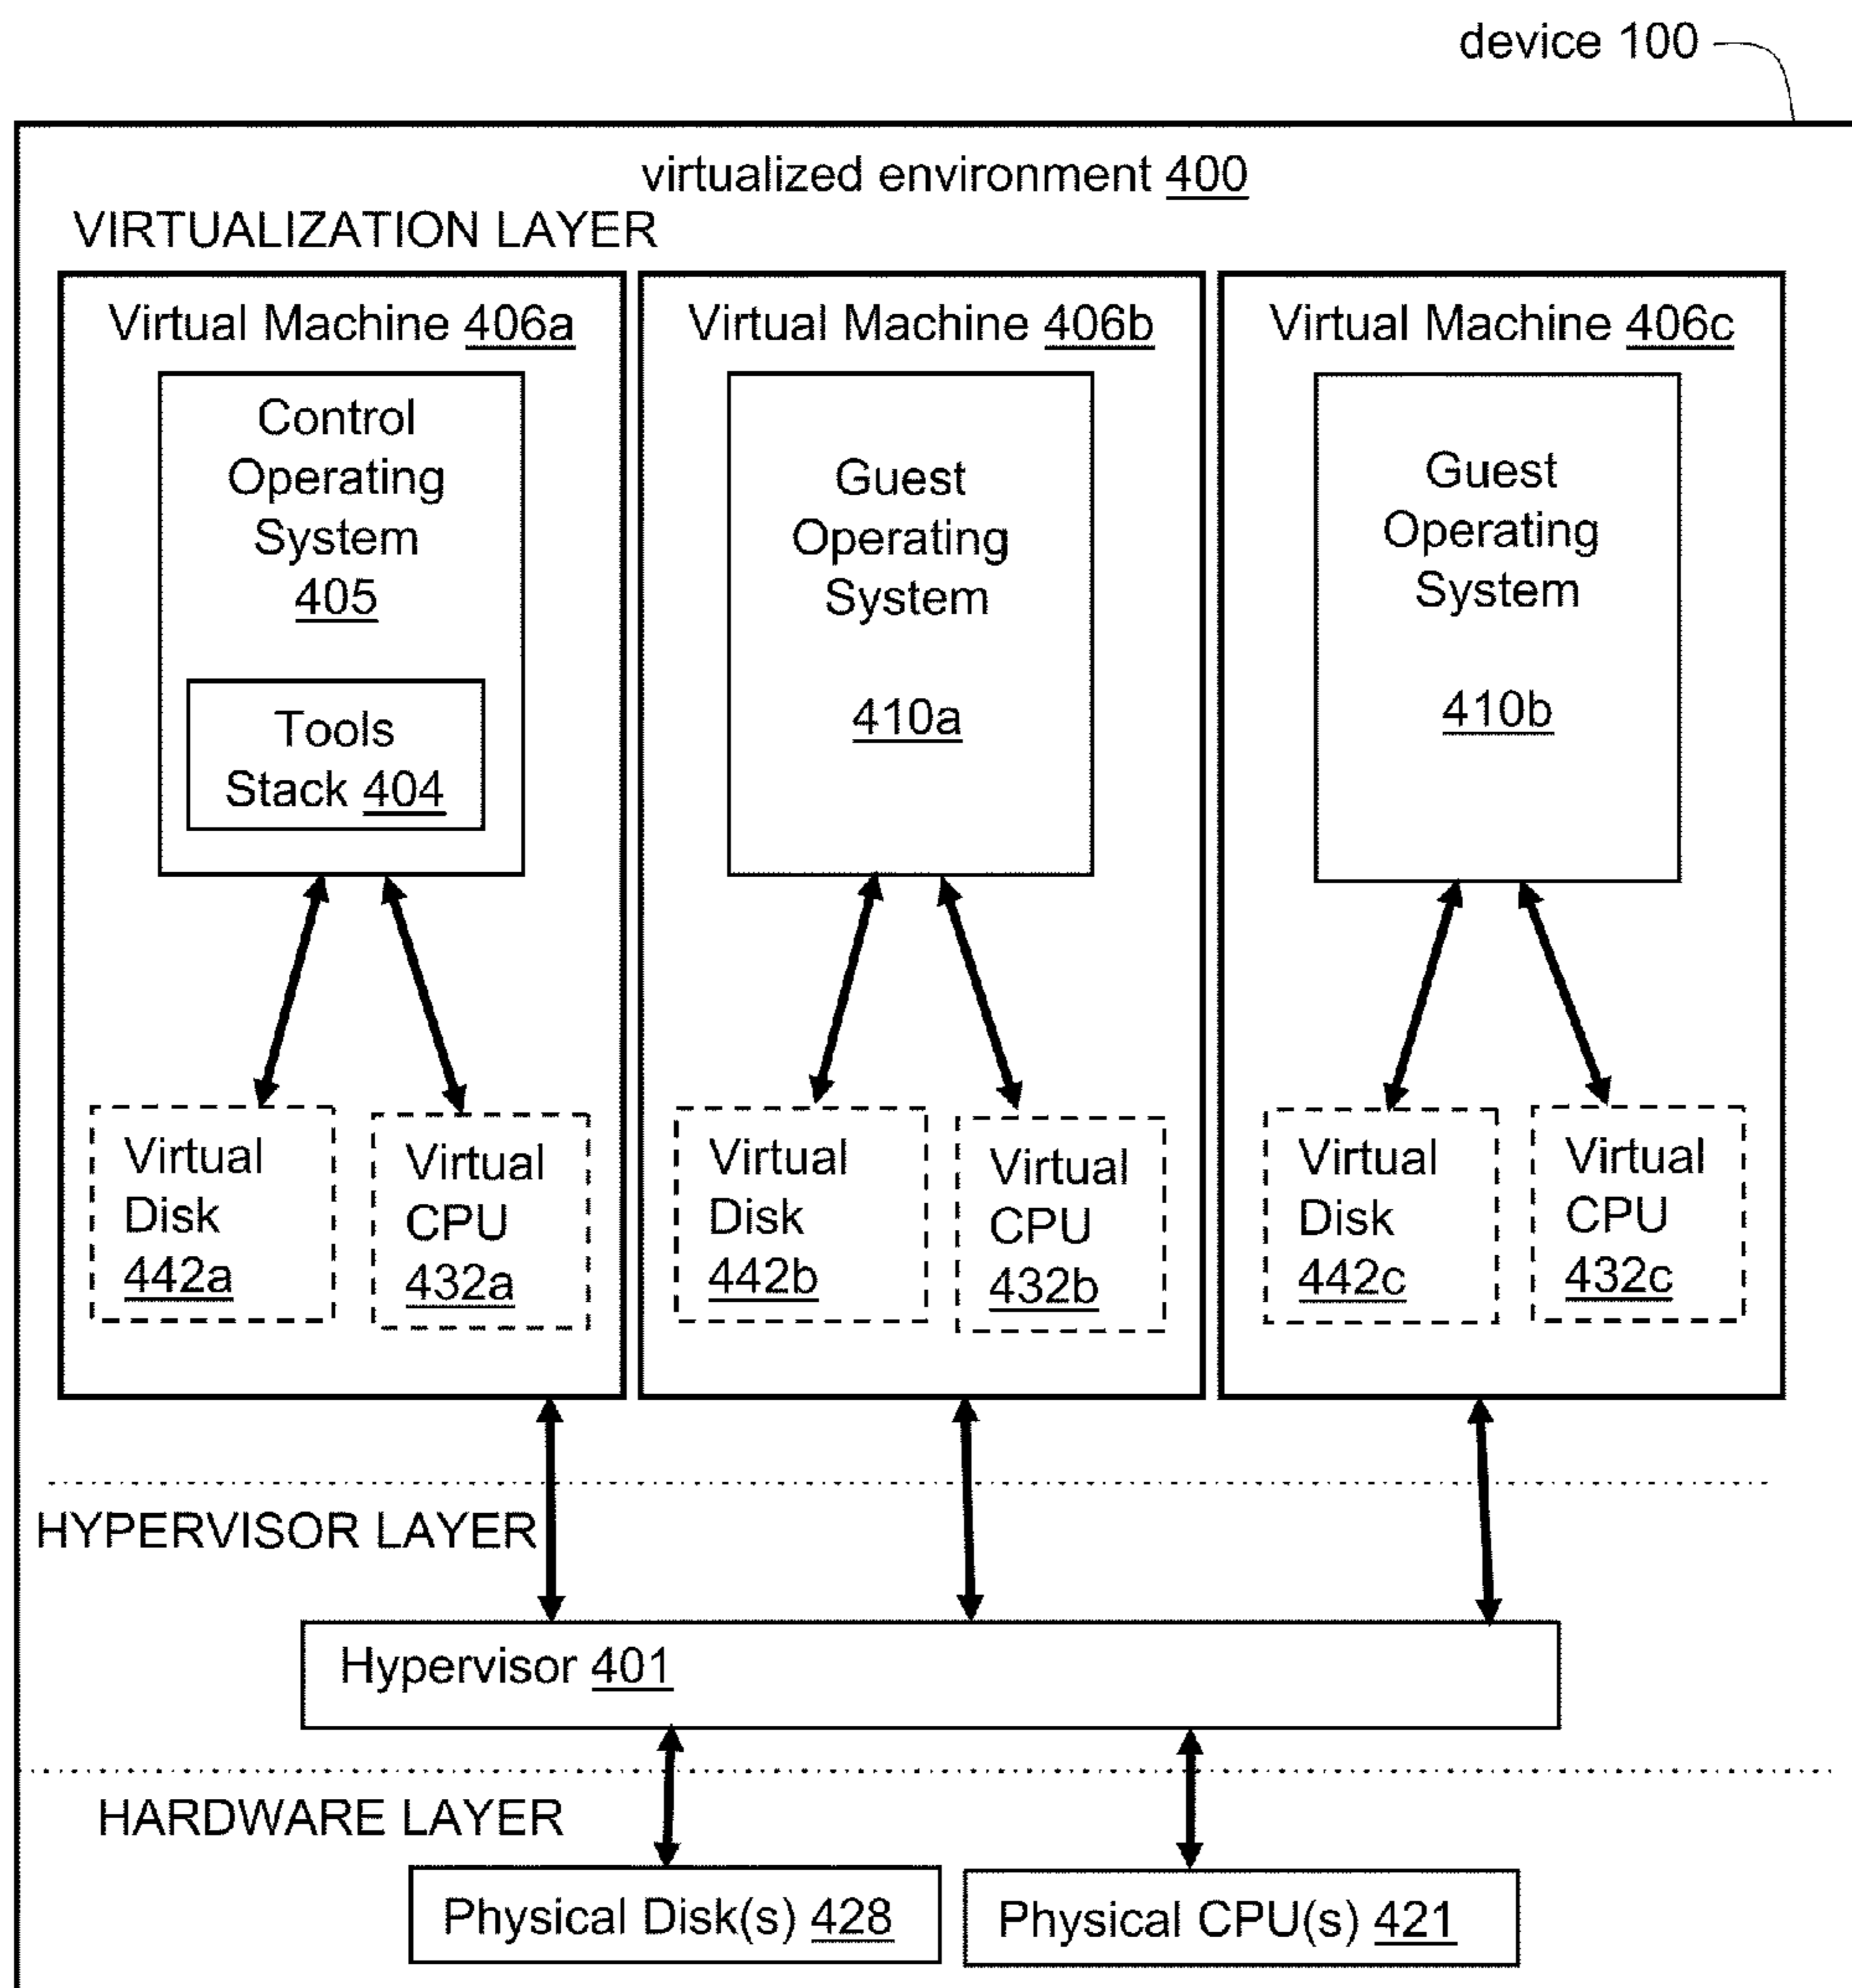 device 100
virtualized environment 400
VIRTUALIZATION LAYER
Virtual Machine 406a
Control
Operating
System
405
Tools
Stack 404
Virtual
Disk
442a
Virtual
CPU
432a
Virtual Machine 406b
Guest
Operating
System
410a
Virtual
Disk
442b
Virtual
CPU
432b
Virtual Machine 406c
Guest
Operating
System
410b
Virtual
Disk
442c
Virtual
CPU
432c
HYPERVISOR LAYER
Hypervisor 401
HARDWARE LAYER
Physical Disk(s) 428
Physical CPU(s) 421